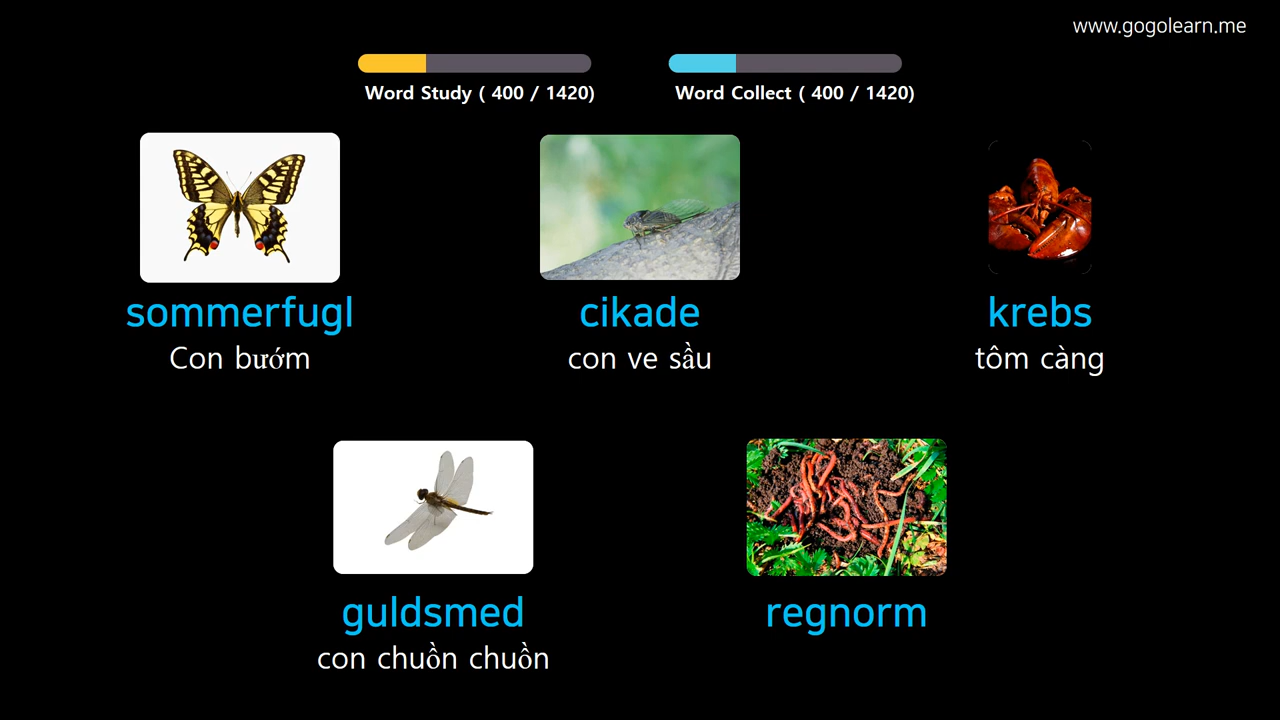 www.gogolearn.me
Word Study ( 400 / 1420)
Word Collect ( 400 / 1420)
sommerfugl
Con bướm
cikade
con ve sầu
krebs
tôm càng
guldsmed
con chuồn chuồn
regnorm